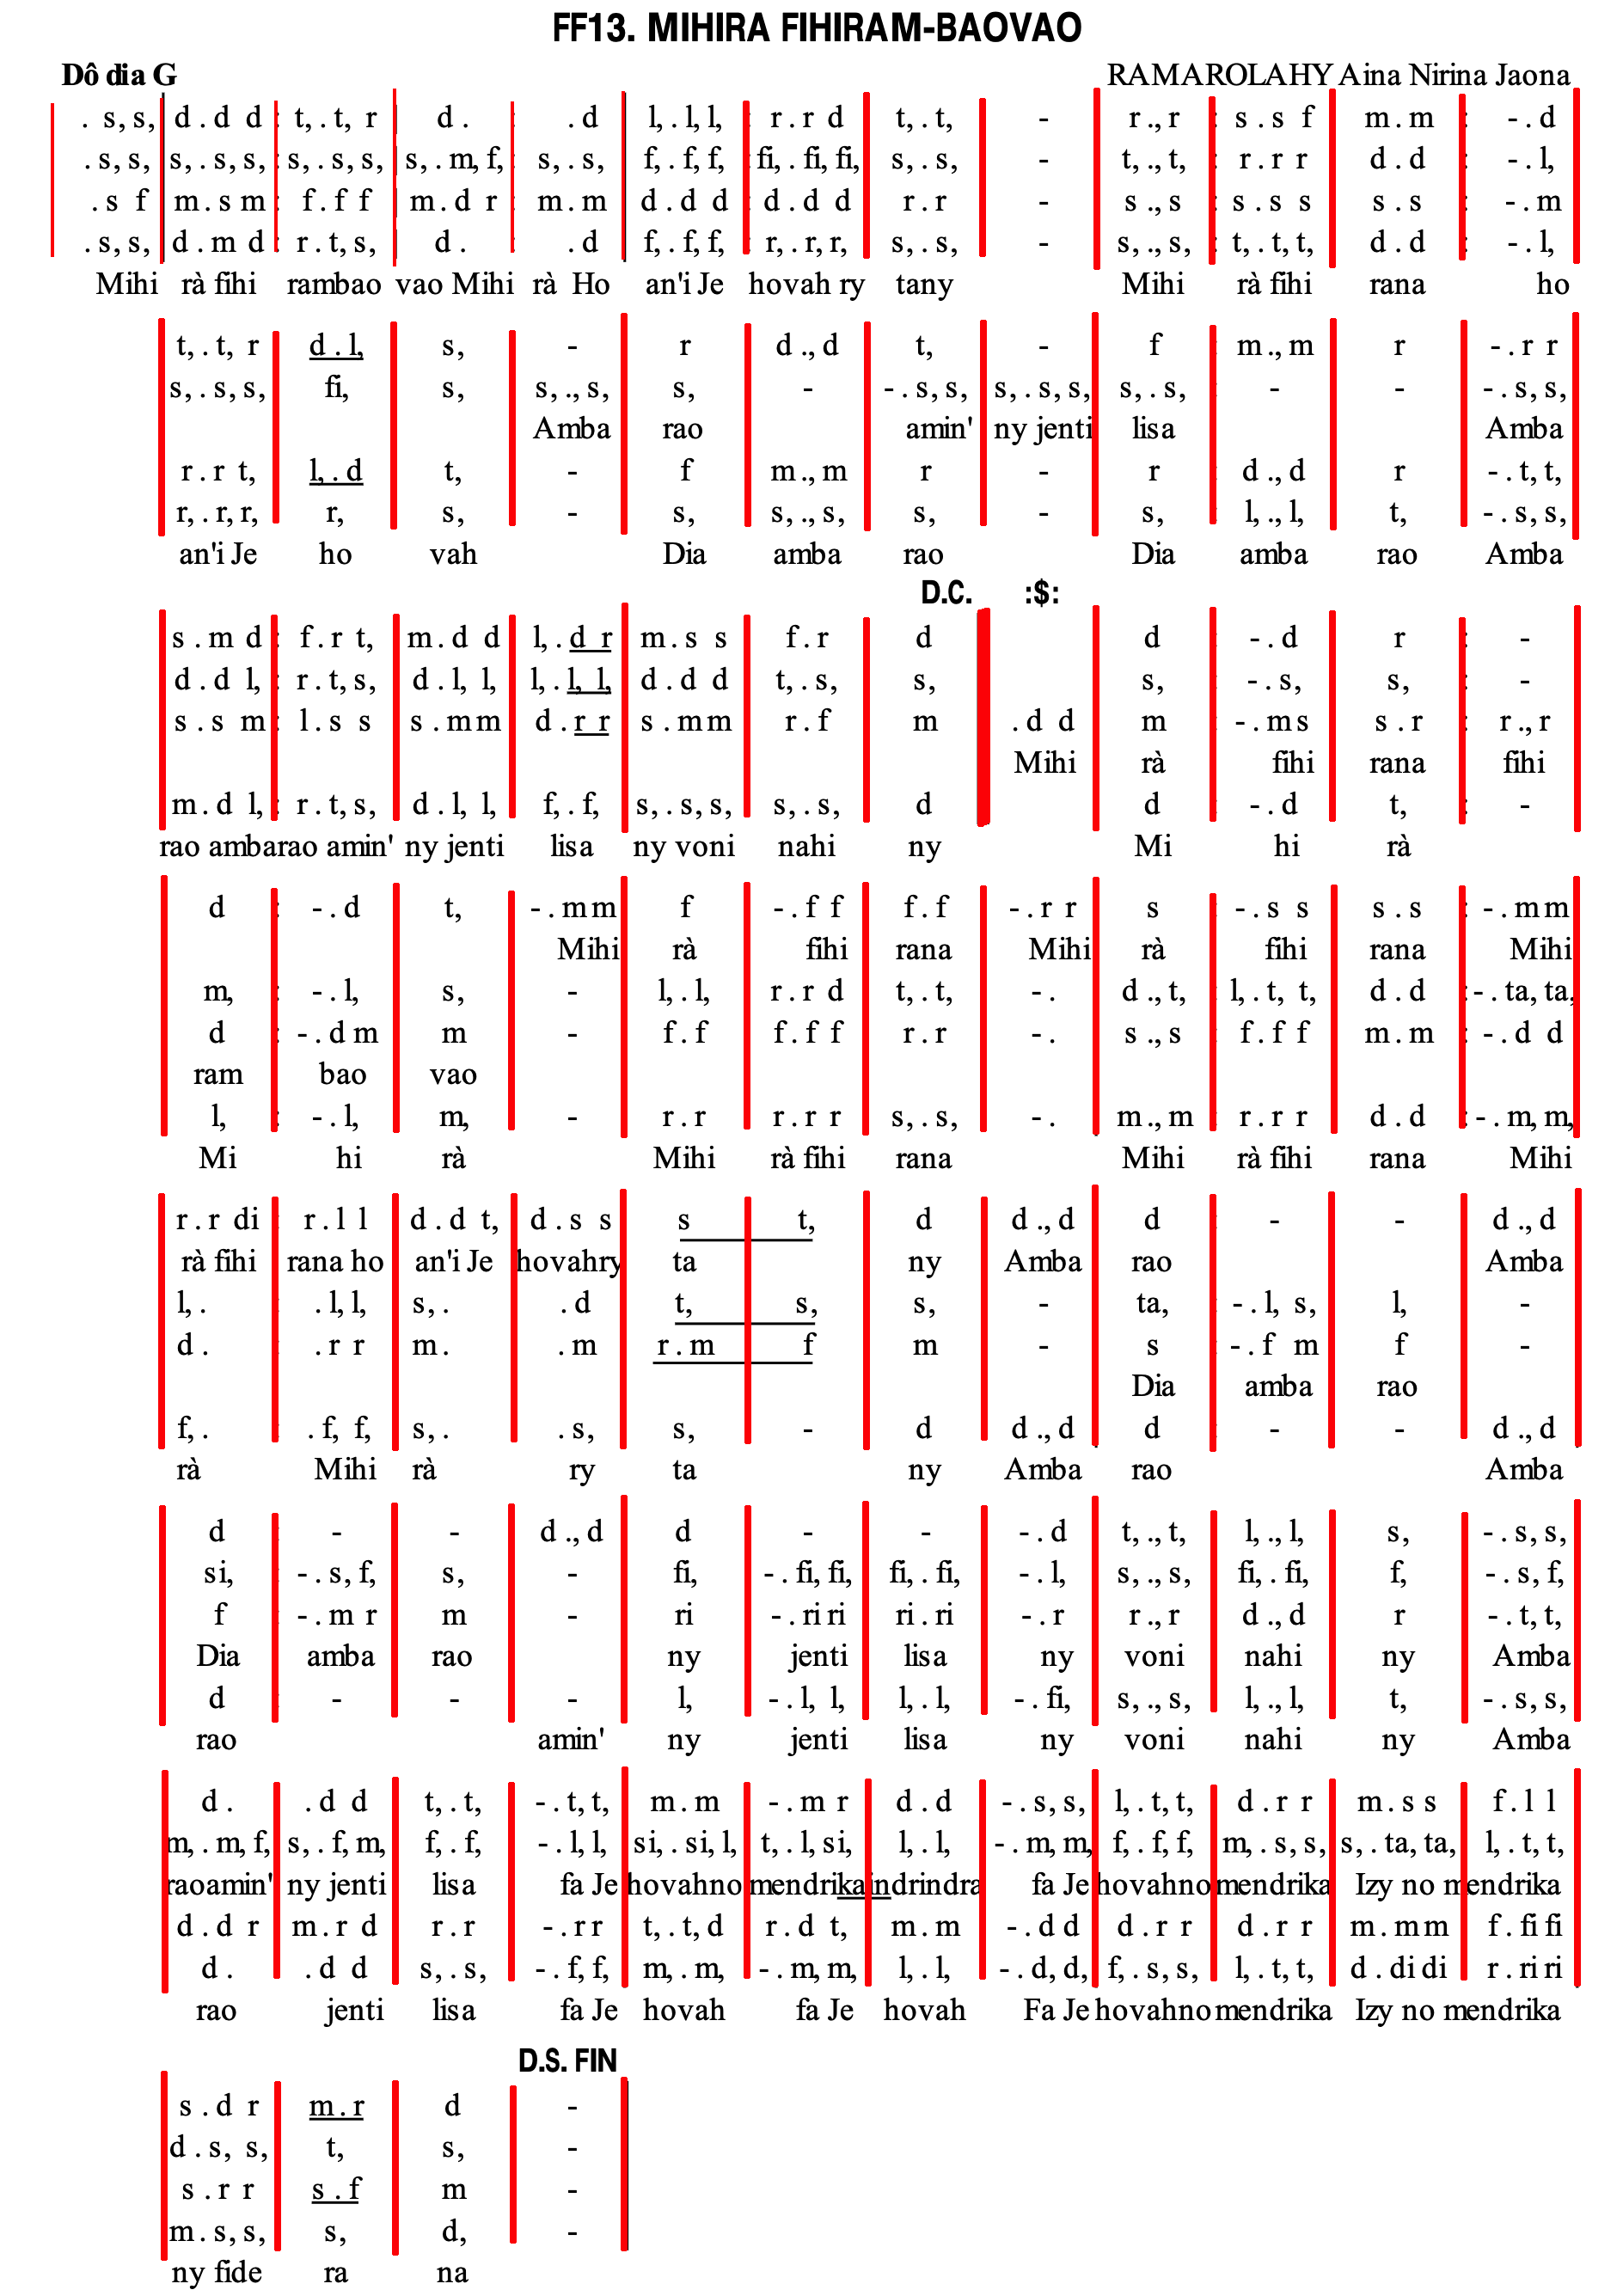 FF13. MIHIRA FIHIRAM-BAOVAO
Dô dia G RAMAROLAHY Aina Nirina Jaona
. s, s, d . d d : t, . t, r d . : . d l, . l, l, : r . r d t, . t, - r ., r : s . s f m . m : - . d
. s, s, s, . s, s, : s, . s, s, s, . m, f, : s, . s, f, . f, f, : fi, . fi, fi, s, . s, - t, ., t, : r . r r d . d : - . l,
. s f m . s m : f . f f m . d r : m . m d . d d : d . d d r . r - s ., s : s . s s s . s : - . m
. s, s, d . m d : r . t, s, d . : . d f, . f, f, : r, . r, r, s, . s, - s, ., s, : t, . t, t, d . d : - . l,
Mihi rà fihi rambao vao Mihi rà Ho an'i Je hovah ry tany Mihi rà fihi rana ho
t, . t, r d . l, s, - r d ., d t, - f m ., m r - . r r
s, . s, s, fi, s, s, ., s, s, - - . s, s, s, . s, s, s, . s, - - - . s, s,
Amba rao amin' ny jenti lisa Amba
r . r t, l, . d t, - f m ., m r - r d ., d r - . t, t,
r, . r, r, r, s, - s, s, ., s, s, - s, l, ., l, t, - . s, s,
an'i Je ho vah Dia amba rao Dia amba rao Amba
D.C. :$:
s . m d : f . r t, m . d d l, . d r m . s s f . r d d : - . d r : -
d . d l, : r . t, s, d . l, l, l, . l, l, d . d d t, . s, s, s, : - . s, s, : -
s . s m : l . s s s . m m d . r r s . m m r . f m . d d m : - . m s s . r : r ., r
Mihi rà fihi rana fihi
m . d l, : r . t, s, d . l, l, f, . f, s, . s, s, s, . s, d d : - . d t, : -
rao ambarao amin' ny jenti lisa ny voni nahi ny Mi hi rà
d : - . d t, - . m m f - . f f f . f - . r r s : - . s s s . s : - . m m
Mihi rà fihi rana Mihi rà fihi rana Mihi
m, : - . l, s, - l, . l, r . r d t, . t, - . d ., t, : l, . t, t, d . d : - . ta, ta,
d : - . d m m - f . f f . f f r . r - . s ., s : f . f f m . m : - . d d
ram bao vao
l, : - . l, m, - r . r r . r r s, . s, - . m ., m : r . r r d . d : - . m, m,
Mi hi rà Mihi rà fihi rana Mihi rà fihi rana Mihi
r . r di r . l l d . d t, d . s s s t, d d ., d d - - d ., d
rà fihi rana ho an'i Je hovahry ta ny Amba rao Amba
l, . . l, l, s, . . d t, s, s, - ta, - . l, s, l, -
d . . r r m . . m r . m f m - s - . f m f -
Dia amba rao
f, . . f, f, s, . . s, s, - d d ., d d - - d ., d
rà Mihi rà ry ta ny Amba rao Amba
d - - d ., d d - - - . d t, ., t, l, ., l, s, - . s, s,
si, - . s, f, s, - fi, - . fi, fi, fi, . fi, - . l, s, ., s, fi, . fi, f, - . s, f,
f - . m r m - ri - . ri ri ri . ri - . r r ., r d ., d r - . t, t,
Dia amba rao ny jenti lisa ny voni nahi ny Amba
d - - - l, - . l, l, l, . l, - . fi, s, ., s, l, ., l, t, - . s, s,
rao amin' ny jenti lisa ny voni nahi ny Amba
d . . d d t, . t, - . t, t, m . m - . m r d . d - . s, s, l, . t, t, d . r r m . s s f . l l
m, . m, f, s, . f, m, f, . f, - . l, l, si, . si, l, t, . l, si, l, . l, - . m, m, f, . f, f, m, . s, s, s, . ta, ta, l, . t, t,
raoamin' ny jenti lisa fa Je hovahno mendrikaindrindra fa Je hovahno mendrika Izy no mendrika
d . d r m . r d r . r - . r r t, . t, d r . d t, m . m - . d d d . r r d . r r m . m m f . fi fi
d . . d d s, . s, - . f, f, m, . m, - . m, m, l, . l, - . d, d, f, . s, s, l, . t, t, d . di di r . ri ri
rao jenti lisa fa Je hovah fa Je hovah Fa Je hovahno mendrika Izy no mendrika
D.S. FIN
s . d r m . r d -
d . s, s, t, s, -
s . r r s . f m -
m . s, s, s, d, -
ny fide ra na